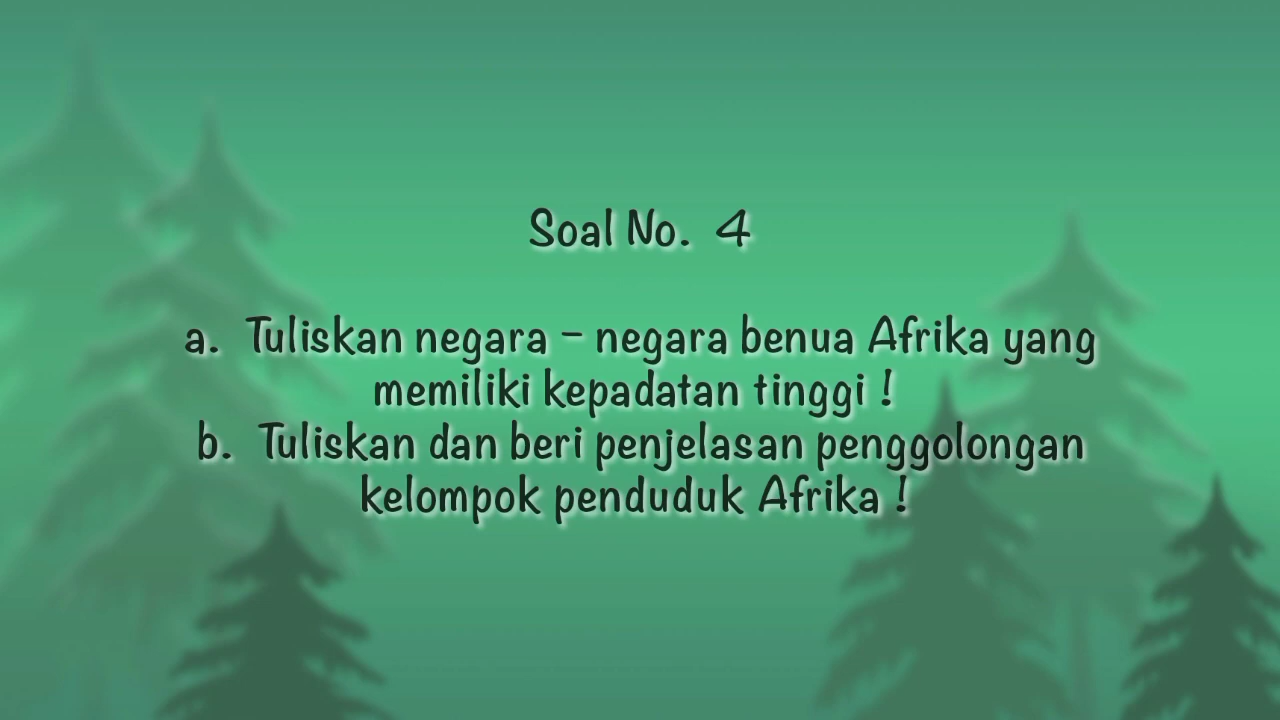 Soal No. 4
a. Tuliskan negara – negara benua Afrika yang
memiliki kepadatan tinggi !
b. Tuliskan dan beri penjelasan penggolongan
kelompok penduduk Afrika !